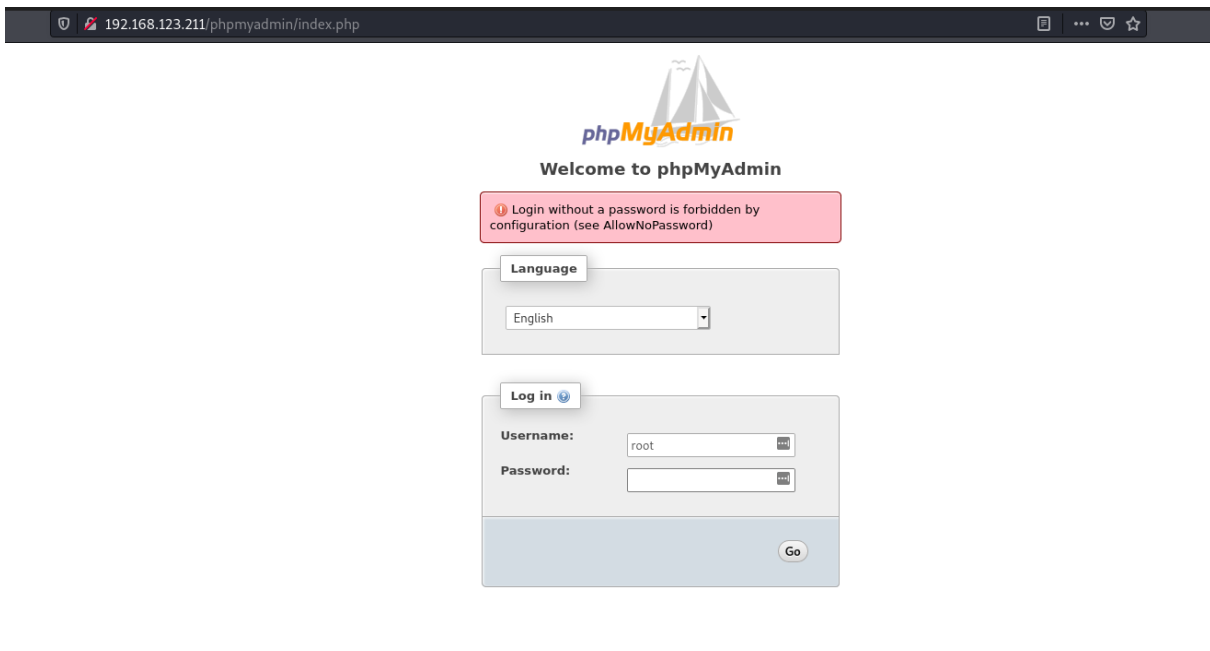 192.168.123.211/phpmyadmin/index.php
phpMyAdmin
Welcome to phpMyAdmin
Login without a password is forbidden by
configuration (see AllowNoPassword)
Language
English
Log in
Username:
root
Password:
Go